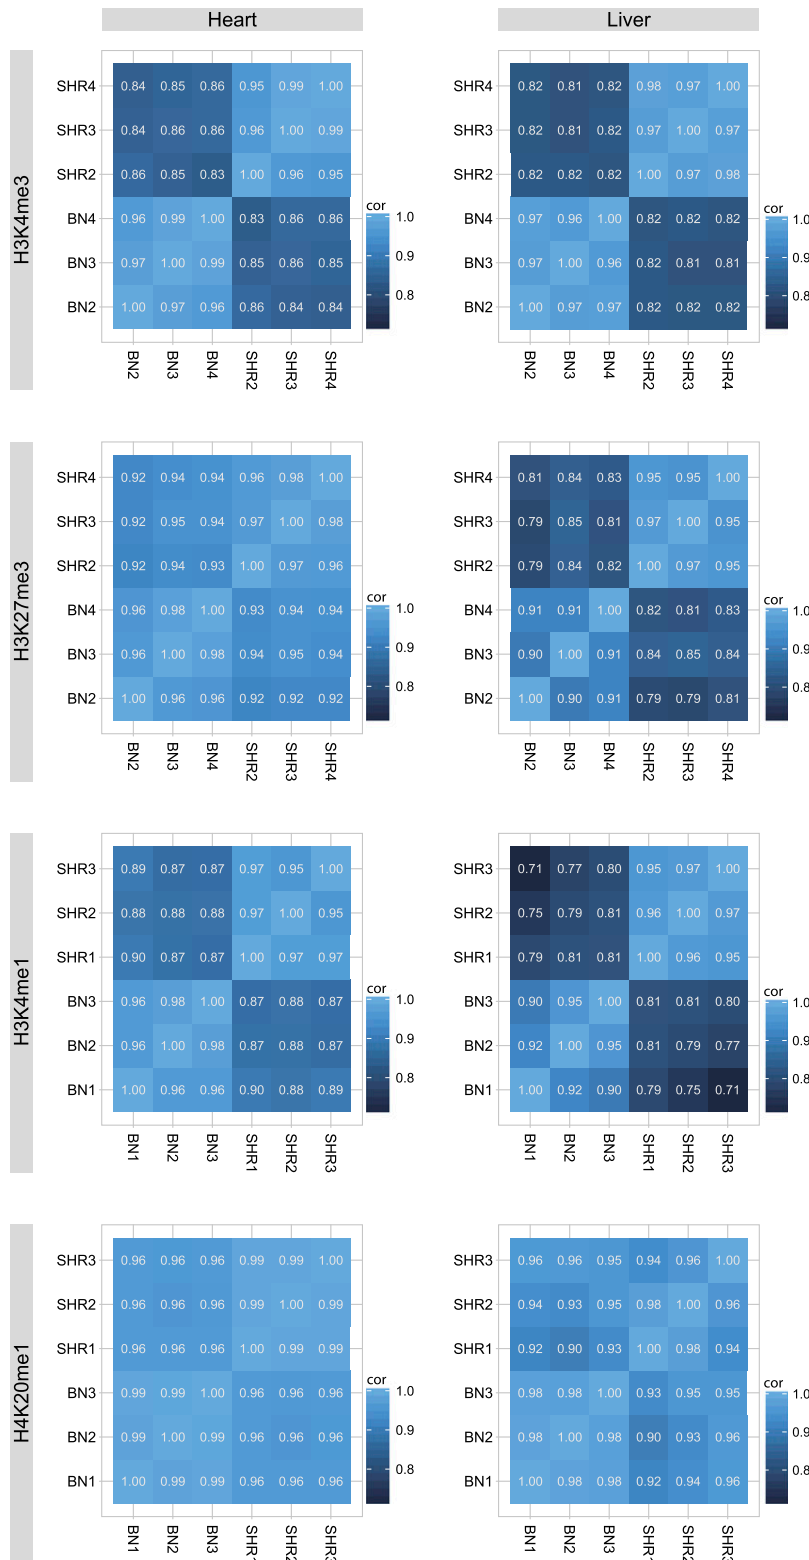 Heart
Liver
H3K4me3
SHR4 0.84 0.85 0.86 0.95 0.99 1.00
SHR3 0.84 0.86 0.86 0.96 1.00 0.99
SHR2 0.86 0.85 0.83 1.00 0.96 0.95
BN4 0.96 0.99 1.00 0.83 0.86 0.86
BN3 0.97 1.00 0.99 0.85 0.86 0.85
BN2 1.00 0.97 0.96 0.86 0.84 0.84
BN2 BN3 BN4 SHR2 SHR3 SHR4
cor
1.0
0.9
0.8
SHR4 0.82 0.81 0.82 0.98 0.97 1.00
SHR3 0.82 0.81 0.82 0.97 1.00 0.97
SHR2 0.82 0.82 0.82 1.00 0.97 0.98
BN4 0.97 0.96 1.00 0.82 0.82 0.82
BN3 0.97 1.00 0.96 0.82 0.81 0.81
BN2 1.00 0.97 0.97 0.82 0.82 0.82
BN2 BN3 BN4 SHR2 SHR3 SHR4
cor
1.0
0.9
0.8
H3K27me3
SHR4 0.92 0.94 0.94 0.96 0.98 1.00
SHR3 0.92 0.95 0.94 0.97 1.00 0.98
SHR2 0.92 0.94 0.93 1.00 0.97 0.96
BN4 0.96 0.98 1.00 0.93 0.94 0.94
BN3 0.96 1.00 0.98 0.94 0.95 0.94
BN2 1.00 0.96 0.96 0.92 0.92 0.92
BN2 BN3 BN4 SHR2 SHR3 SHR4
cor
1.0
0.9
0.8
SHR4 0.81 0.84 0.83 0.95 0.95 1.00
SHR3 0.79 0.85 0.81 0.97 1.00 0.95
SHR2 0.79 0.84 0.82 1.00 0.97 0.95
BN4 0.91 0.91 1.00 0.82 0.81 0.83
BN3 0.90 1.00 0.91 0.84 0.85 0.84
BN2 1.00 0.90 0.91 0.79 0.79 0.81
BN2 BN3 BN4 SHR2 SHR3 SHR4
cor
1.0
0.9
0.8
H3K4me1
SHR3 0.89 0.87 0.87 0.97 0.95 1.00
SHR2 0.88 0.88 0.88 0.97 1.00 0.95
SHR1 0.90 0.87 0.87 1.00 0.97 0.97
BN3 0.96 0.98 1.00 0.87 0.88 0.87
BN2 0.96 1.00 0.98 0.87 0.88 0.87
BN1 1.00 0.96 0.96 0.90 0.88 0.89
BN1 BN2 BN3 SHR1 SHR2 SHR3
cor
1.0
0.9
0.8
SHR3 0.71 0.77 0.80 0.95 0.97 1.00
SHR2 0.75 0.79 0.81 0.96 1.00 0.97
SHR1 0.79 0.81 0.81 1.00 0.96 0.95
BN3 0.90 0.95 1.00 0.81 0.81 0.80
BN2 0.92 1.00 0.95 0.81 0.79 0.77
BN1 1.00 0.92 0.90 0.79 0.75 0.71
BN1 BN2 BN3 SHR1 SHR2 SHR3
cor
1.0
0.9
0.8
H4K20me1
SHR3 0.96 0.96 0.96 0.99 0.99 1.00
SHR2 0.96 0.96 0.96 0.99 1.00 0.99
SHR1 0.96 0.96 0.96 1.00 0.99 0.99
BN3 0.99 0.99 1.00 0.96 0.96 0.96
BN2 0.99 1.00 0.99 0.96 0.96 0.96
BN1 1.00 0.99 0.99 0.96 0.96 0.96
BN1 BN2 BN3 SHR1 SHR2 SHR3
cor
1.0
0.9
0.8
SHR3 0.96 0.96 0.95 0.94 0.96 1.00
SHR2 0.94 0.93 0.95 0.98 1.00 0.96
SHR1 0.92 0.90 0.93 1.00 0.98 0.94
BN3 0.98 0.98 1.00 0.93 0.95 0.95
BN2 0.98 1.00 0.98 0.90 0.93 0.96
BN1 1.00 0.98 0.98 0.92 0.94 0.96
BN1 BN2 BN3 SHR1 SHR2 SHR3
cor
1.0
0.9
0.8